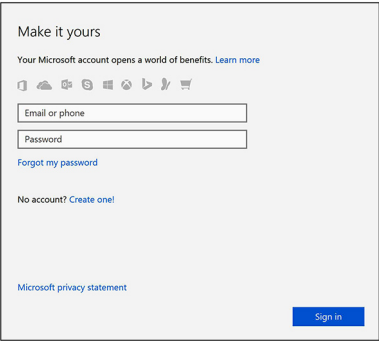 Make it yours
Your Microsoft account opens a world of benefits. Learn more
Email or phone
Password
Forgot my password
No account? Create one!
Microsoft privacy statement
Sign in